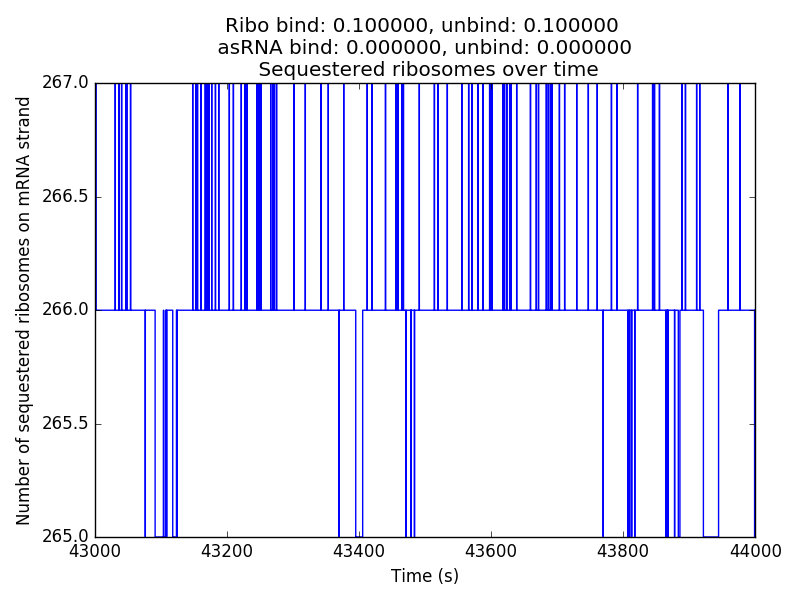 Ribo bind: 0.100000, unbind: 0.100000
asRNA bind: 0.000000, unbind: 0.000000
Sequestered ribosomes over time
Number of sequestered ribosomes on mRNA strand
267.0
266.5
266.0
265.5
265.0
43000 43200 43400 43600 43800 44000
Time (s)